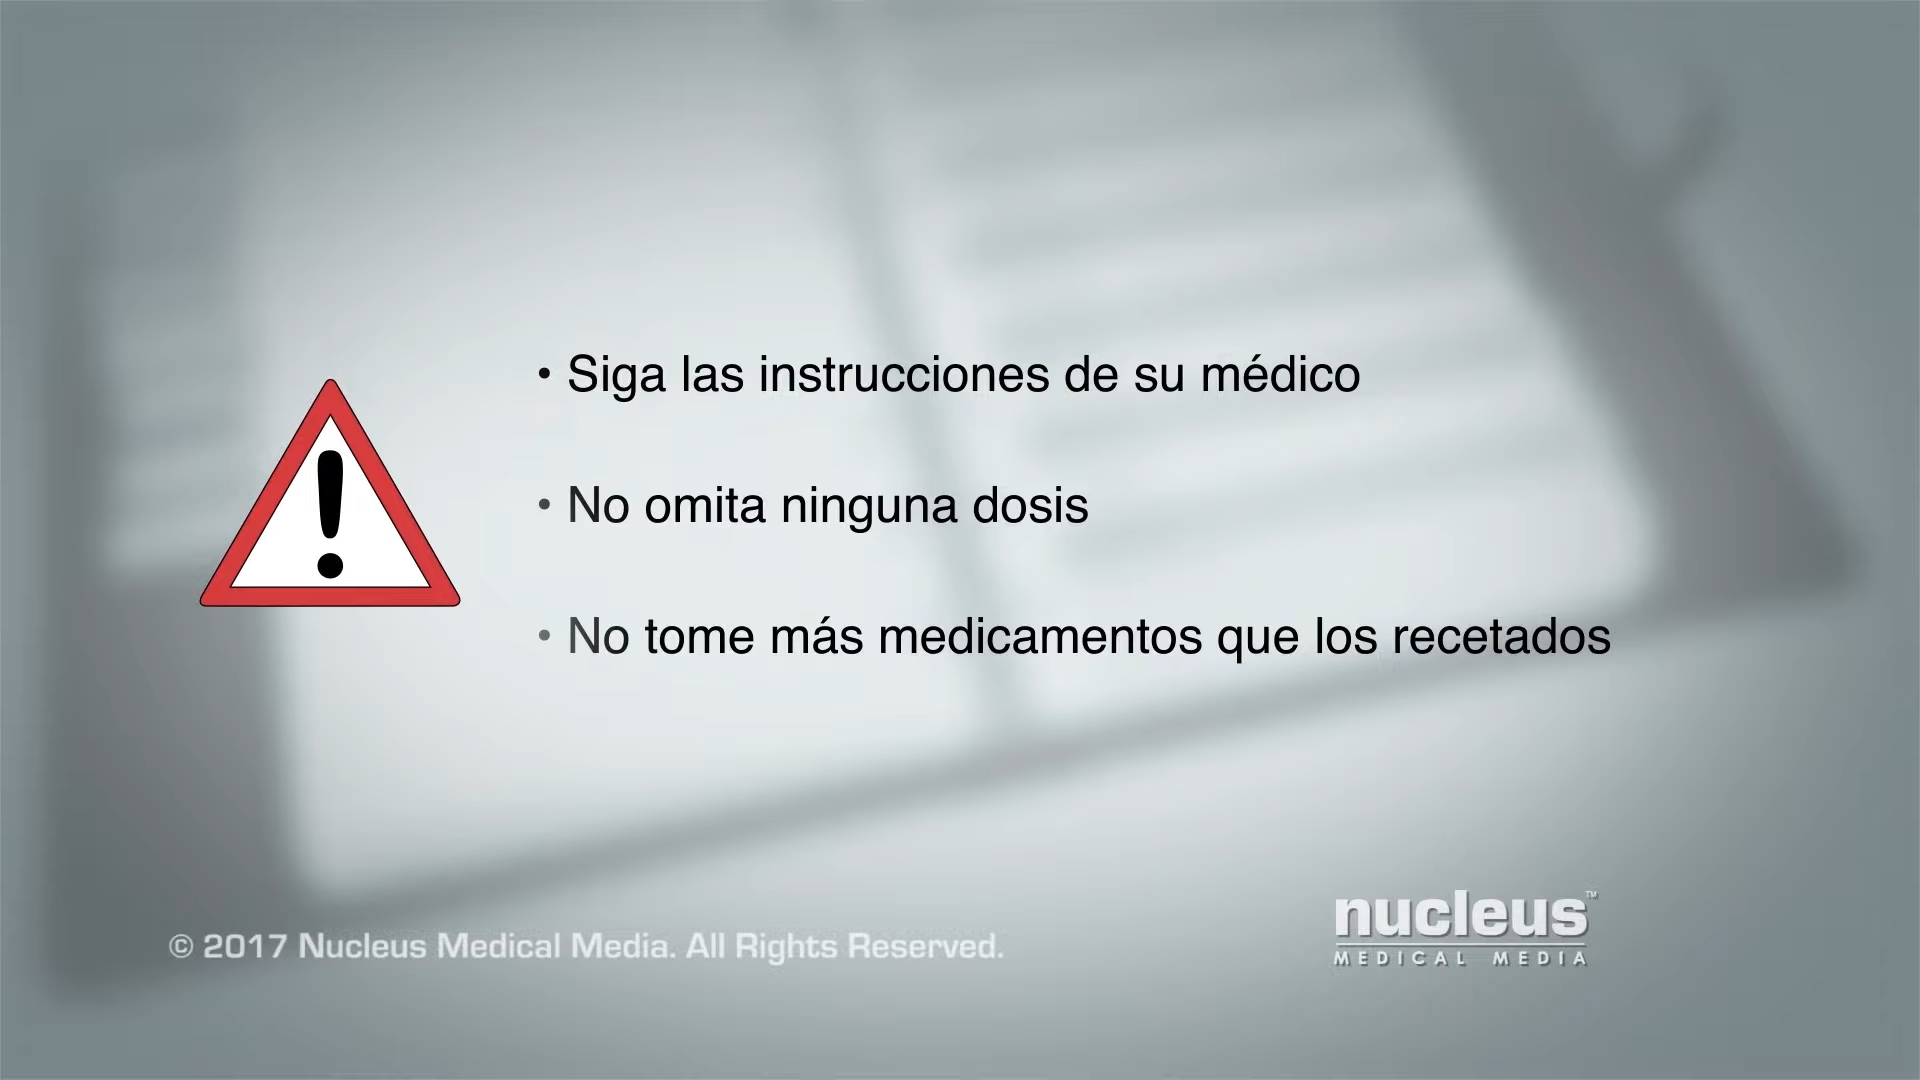 • Siga las instrucciones de su médico
• No omita ninguna dosis
• No tome más medicamentos que los recetados
© 2017 Nucleus Medical Media. All Rights Reserved.
nucleus™
MEDICAL MEDIA